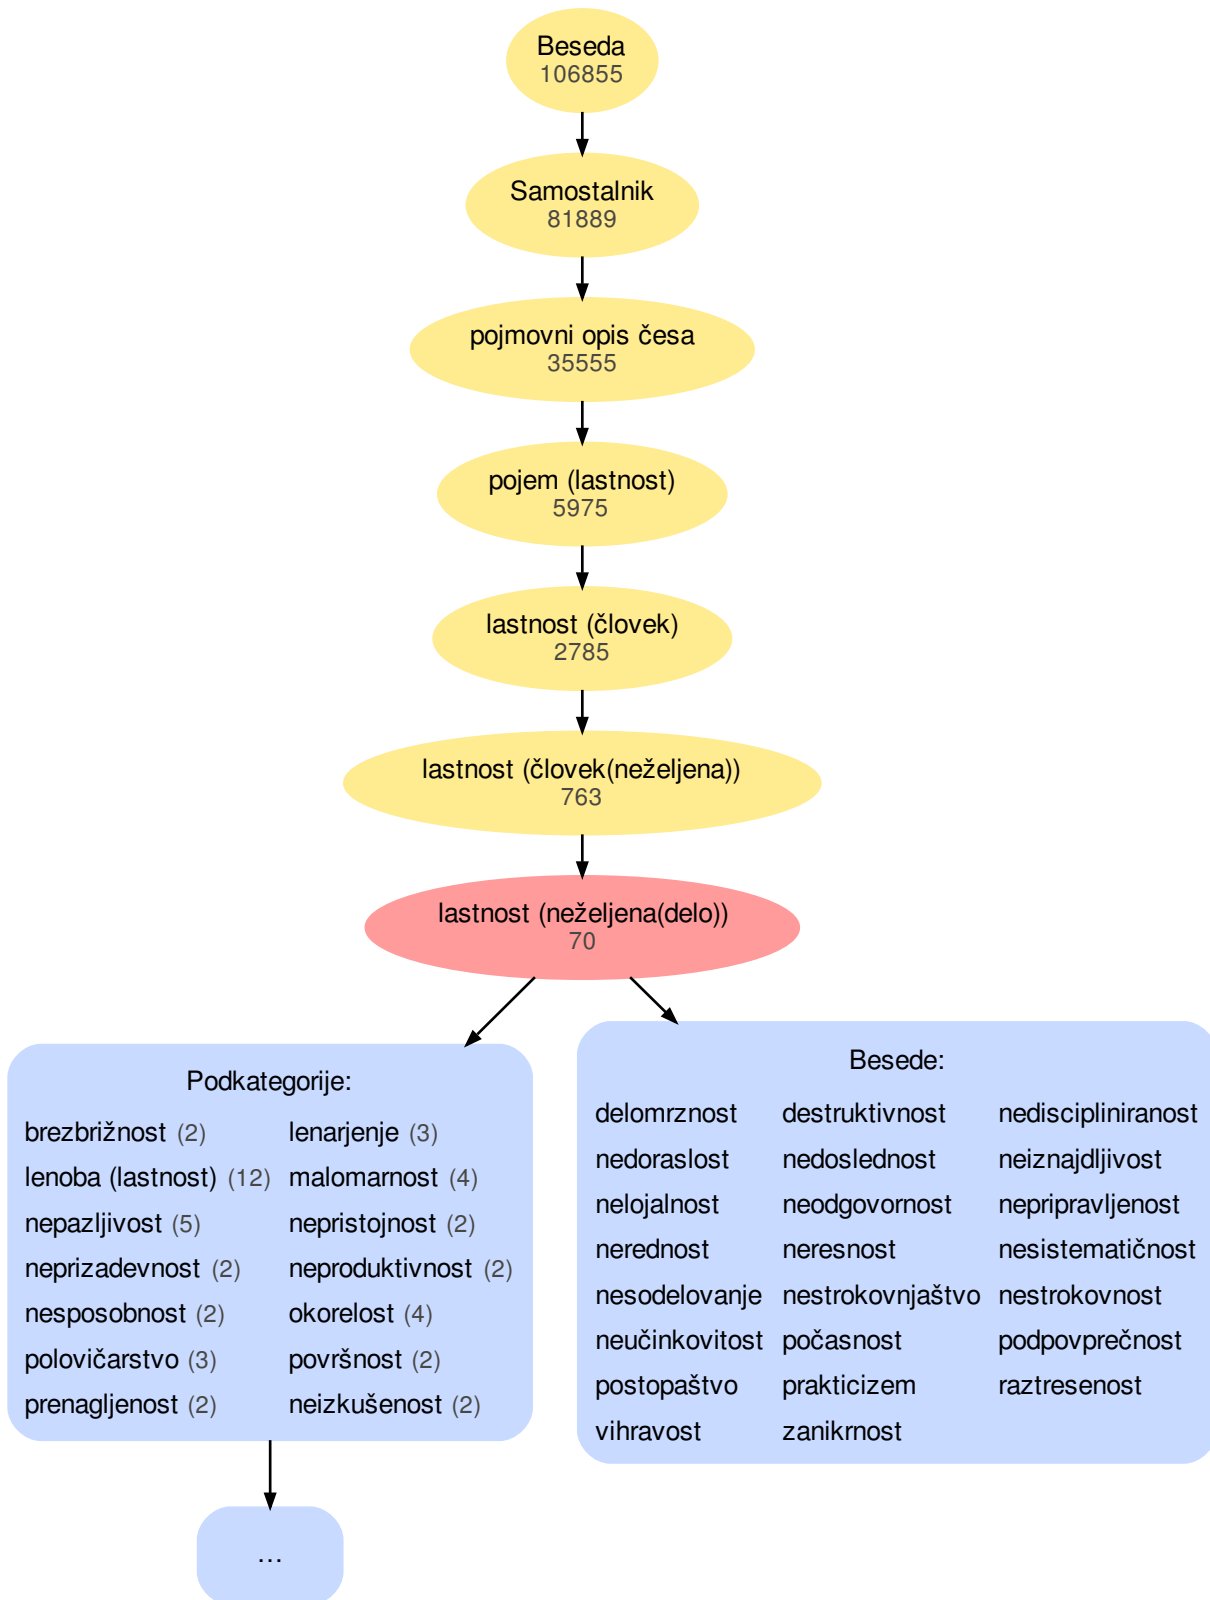 Beseda
106855
Samostalnik
81889
pojmovni opis česa
35555
pojem (lastnost)
5975
lastnost (človek)
2785
lastnost (človek(neželjena))
763
lastnost (neželjena(delo))
70
Podkategorije:
brezbrižnost (2) lenarjenje (3)
lenoba (lastnost) (12) malomarnost (4)
nepazljivost (5) nepristojnost (2)
neprizadevnost (2) neproduktivnost (2)
nesposobnost (2) okorelost (4)
polovičarstvo (3) površnost (2)
prenagljenost (2) neizkušenost (2)
...
Besede:
delomrznost destruktivnost nediscipliniranost
nedoraslost nedoslednost neiznajdljivost
nelojalnost neodgovornost nepripravljenost
nerednost neresnost nesistematičnost
nesodelovanje nestrokovnjaštvo nestrokovnost
neučinkovitost počasnost podpovprečnost
postopaštvo prakticizem raztresenost
vihravost zanikrnost